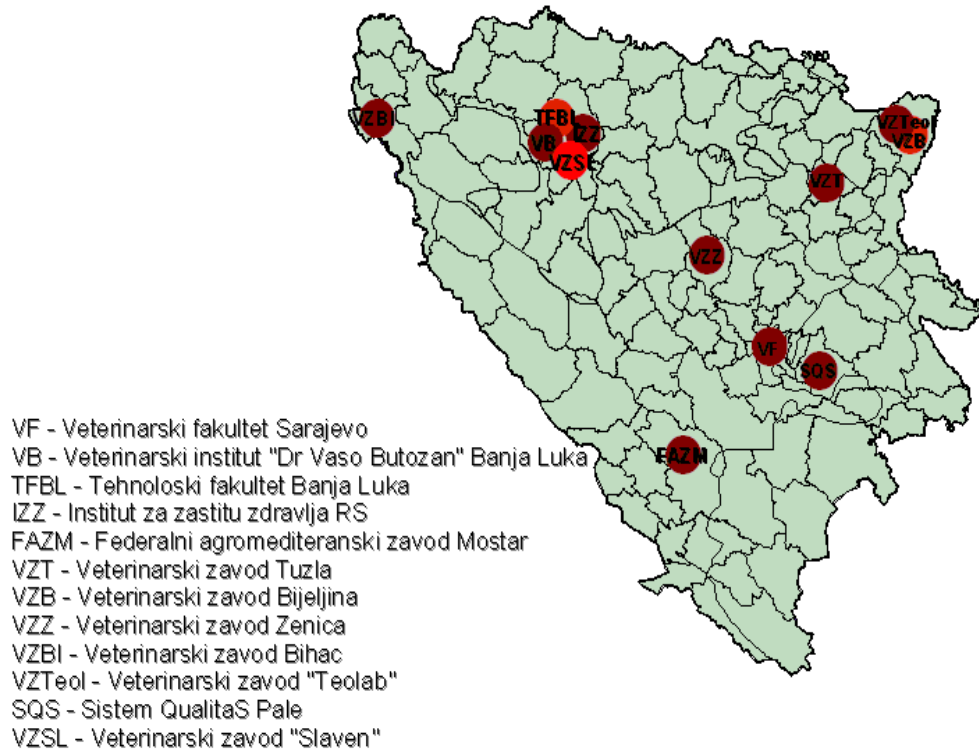 TFBL
VZBI
VB
IZZ
VZSL
VZTeol
VZB
VZT
VZZ
VF
SQS
FAZM
VF - Veterinarski fakultet Sarajevo
VB - Veterinarski institut "Dr Vaso Butozan" Banja Luka
TFBL - Tehnoloski fakultet Banja Luka
IZZ - Institut za zastitu zdravlja RS
FAZM - Federalni agromediteranski zavod Mostar
VZT - Veterinarski zavod Tuzla
VZB - Veterinarski zavod Bijeljina
VZZ - Veterinarski zavod Zenica
VZBI - Veterinarski zavod Bihac
VZTeol - Veterinarski zavod "Teolab"
SQS - Sistem QualitaS Pale
VZSL - Veterinarski zavod "Slaven"